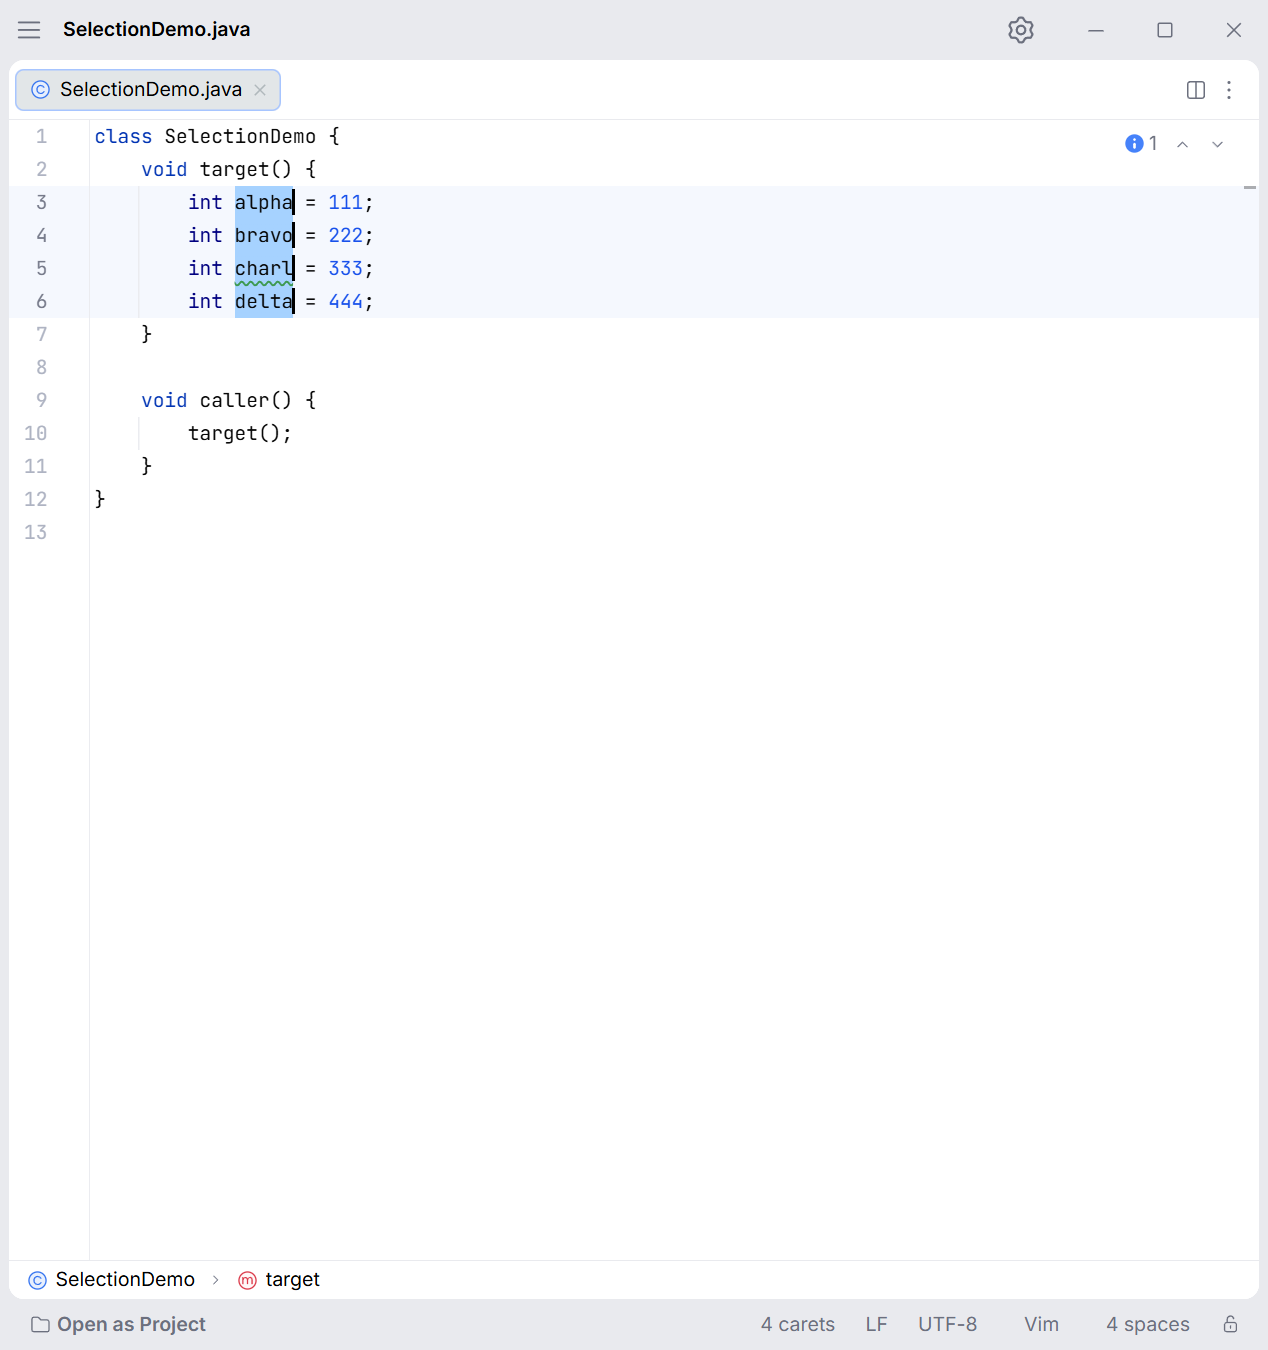 SelectionDemo.java
SelectionDemo.java
1 class SelectionDemo {
1
2     void target() {
3         int alpha = 111;
4         int bravo = 222;
5         int charl = 333;
6         int delta = 444;
7     }
8
9     void caller() {
10         target();
11     }
12 }
13
SelectionDemo > target
Open as Project 4 carets LF UTF-8 Vim 4 spaces